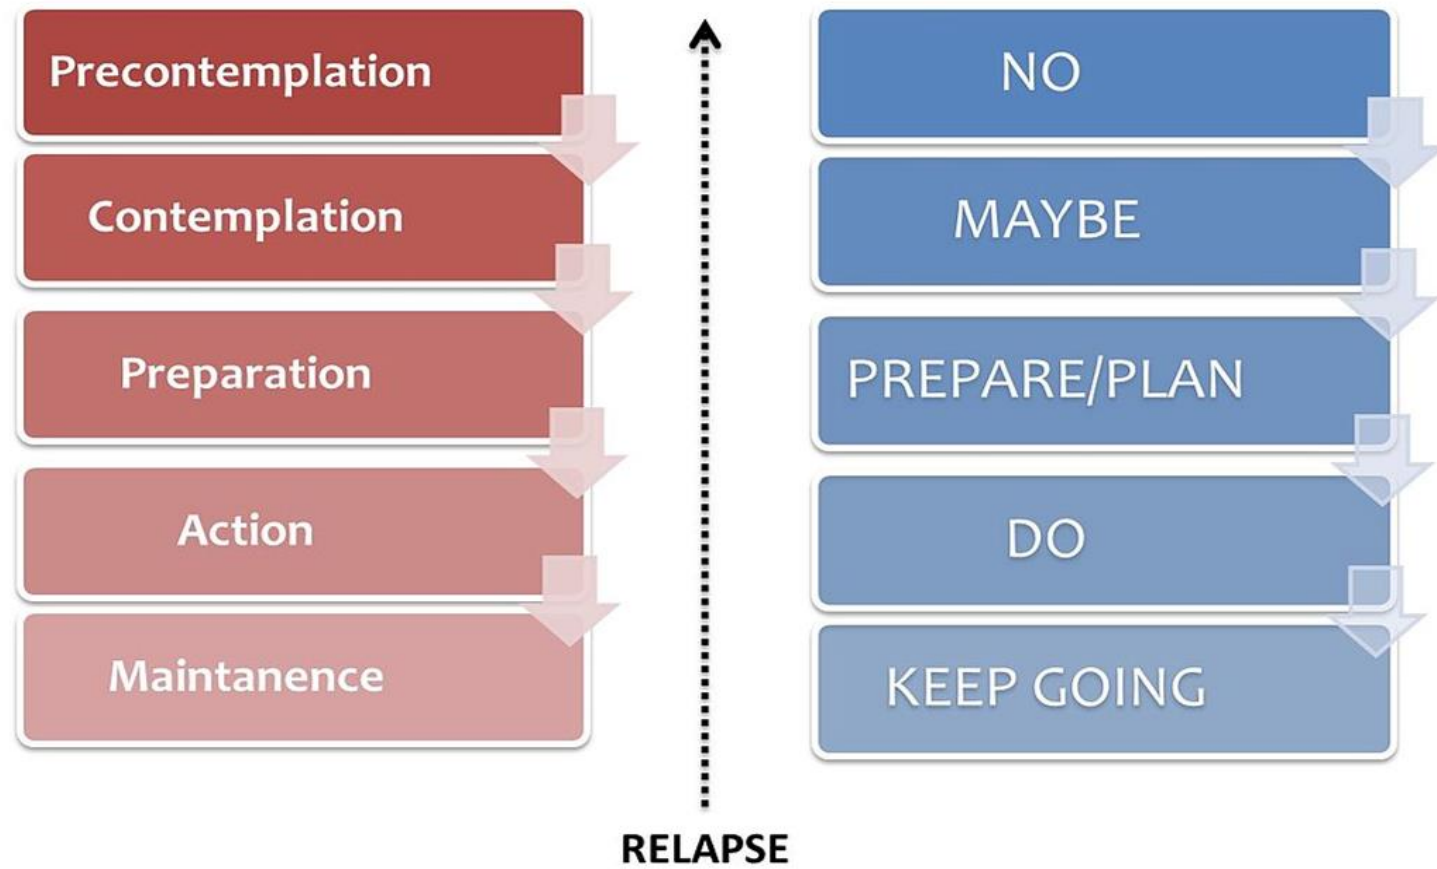 Precontemplation
Contemplation
Preparation
Action
Maintanence
NO
MAYBE
PREPARE/PLAN
DO
KEEP GOING
RELAPSE